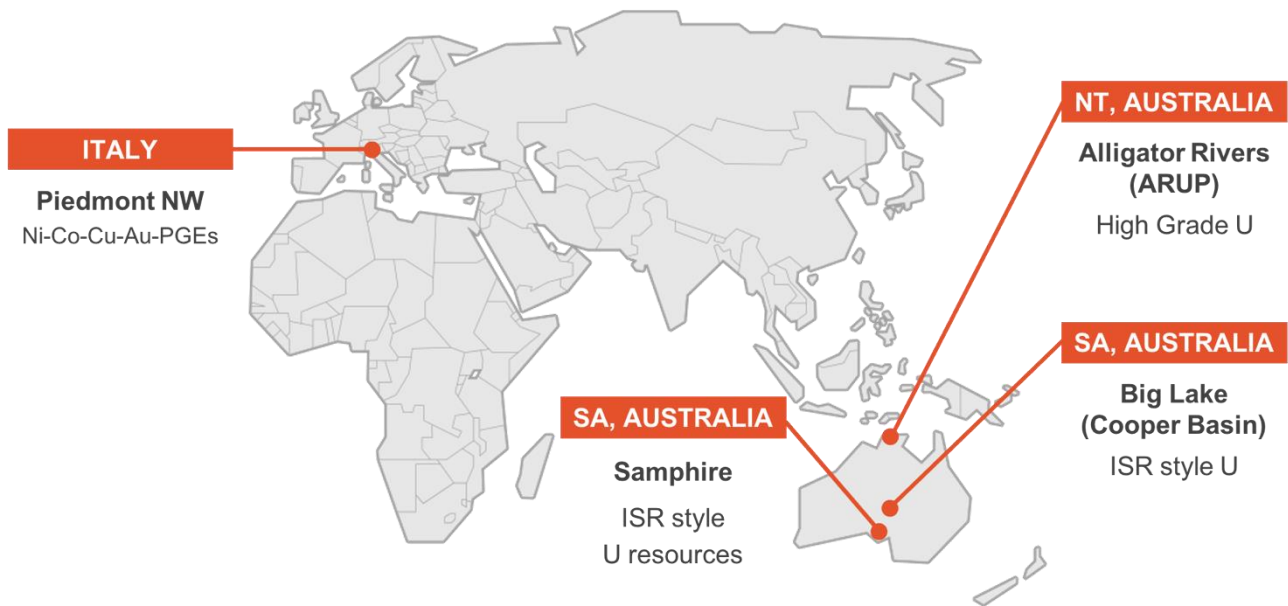 ITALY
Piedmont NW
Ni-Co-Cu-Au-PGEs
NT, AUSTRALIA
Alligator Rivers
(ARUP)
High Grade U
SA, AUSTRALIA
Big Lake
(Cooper Basin)
ISR style U
SA, AUSTRALIA
Samphire
ISR style
U resources